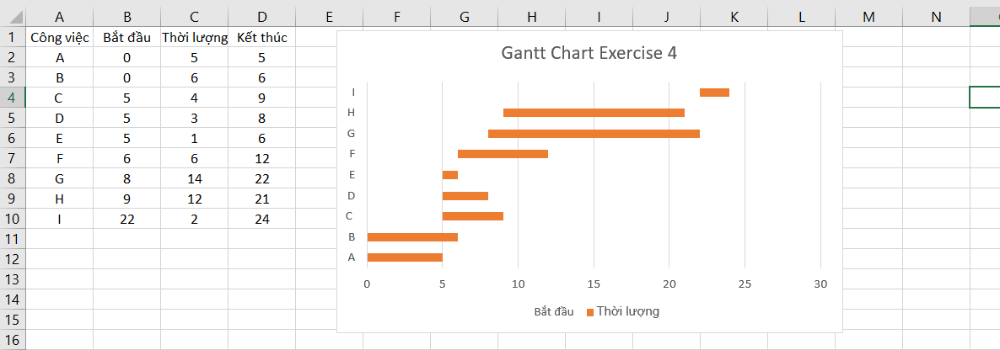 A B C D E F G H I J K L M N
1 Công việc Bắt đầu Thời lượng Kết thúc
2 A 0 5 5
3 B 0 6 6
4 C 5 4 9
5 D 5 3 8
6 E 5 1 6
7 F 6 6 12
8 G 8 14 22
9 H 9 12 21
10 I 22 2 24
11
12
13
14
15
16
Gantt Chart Exercise 4
I
H
G
F
E
D
C
B
A
0 5 10 15 20 25 30
Bắt đầu Thời lượng